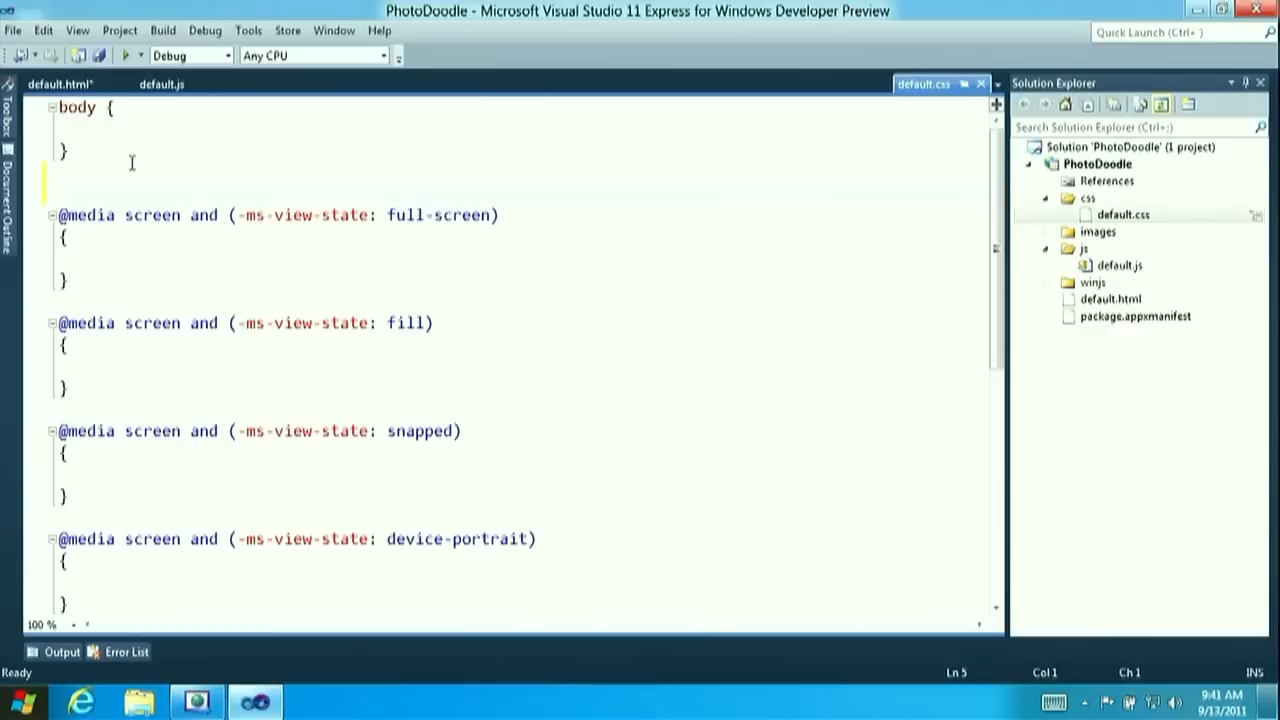 PhotoDoodle - Microsoft Visual Studio 11 Express for Windows Developer Preview
File Edit View Project Build Debug Tools Store Window Help
Quick Launch (Ctrl+ )
Debug
Any CPU
default.html*
default.js
default.css
Solution Explorer
Toolbox
Document Outline
body {
}
@media screen and (-ms-view-state: full-screen)
{
}
@media screen and (-ms-view-state: fill)
{
}
@media screen and (-ms-view-state: snapped)
{
}
@media screen and (-ms-view-state: device-portrait)
{
}
100 %
Search Solution Explorer (Ctrl+;)
Solution 'PhotoDoodle' (1 project)
PhotoDoodle
References
css
default.css
images
js
default.js
winjs
default.html
package.appxmanifest
Output
Error List
Ready
Ln 5
Col 1
Ch 1
INS
9:41 AM
9/13/2011